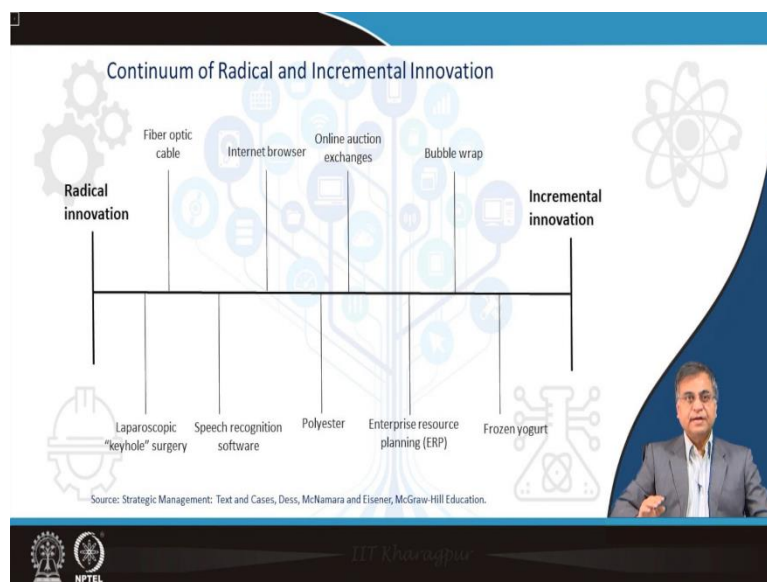 Continuum of Radical and Incremental Innovation
Fiber optic
cable
Internet browser
Online auction
exchanges
Bubble wrap
Radical
innovation
Incremental
innovation
Laparoscopic
"keyhole" surgery
Speech recognition
software
Polyester
Enterprise resource
planning (ERP)
Frozen yogurt
Source: Strategic Management: Text and Cases, Dess, McNamara and Eisener, McGraw-Hill Education.
NPTEL
IIT Kharagpur